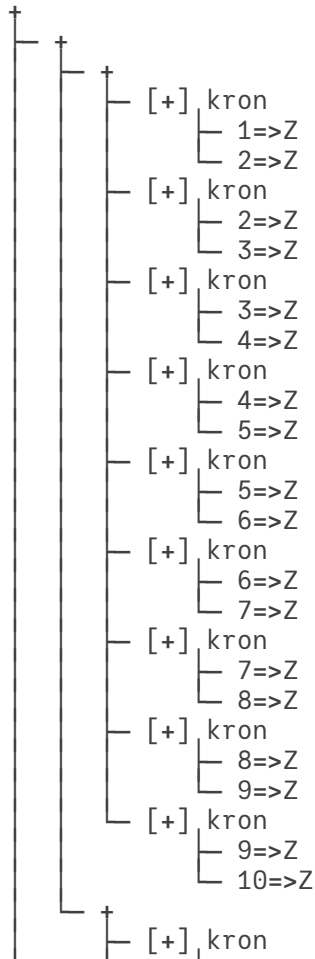 +
├─ +
│  ├─ +
│  │  ├─ [+] kron
│  │  │      ├─ 1=>Z
│  │  │      └─ 2=>Z
│  │  ├─ [+] kron
│  │  │      ├─ 2=>Z
│  │  │      └─ 3=>Z
│  │  ├─ [+] kron
│  │  │      ├─ 3=>Z
│  │  │      └─ 4=>Z
│  │  ├─ [+] kron
│  │  │      ├─ 4=>Z
│  │  │      └─ 5=>Z
│  │  ├─ [+] kron
│  │  │      ├─ 5=>Z
│  │  │      └─ 6=>Z
│  │  ├─ [+] kron
│  │  │      ├─ 6=>Z
│  │  │      └─ 7=>Z
│  │  ├─ [+] kron
│  │  │      ├─ 7=>Z
│  │  │      └─ 8=>Z
│  │  ├─ [+] kron
│  │  │      ├─ 8=>Z
│  │  │      └─ 9=>Z
│  │  └─ [+] kron
│  │         ├─ 9=>Z
│  │         └─ 10=>Z
│  └─ +
│     ├─ [+] kron